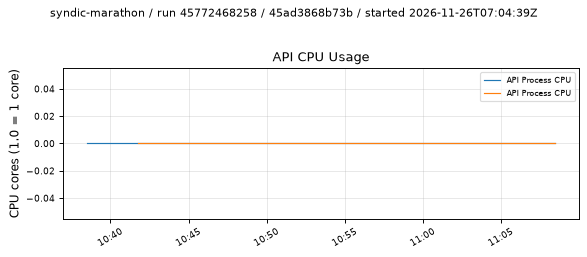 syndic-marathon / run 45772468258 / 45ad3868b73b / started 2026-11-26T07:04:39Z
API CPU Usage
API Process CPU
API Process CPU
CPU cores (1.0 = 1 core)
0.04
0.02
0.00
−0.02
−0.04
10:40
10:45
10:50
10:55
11:00
11:05